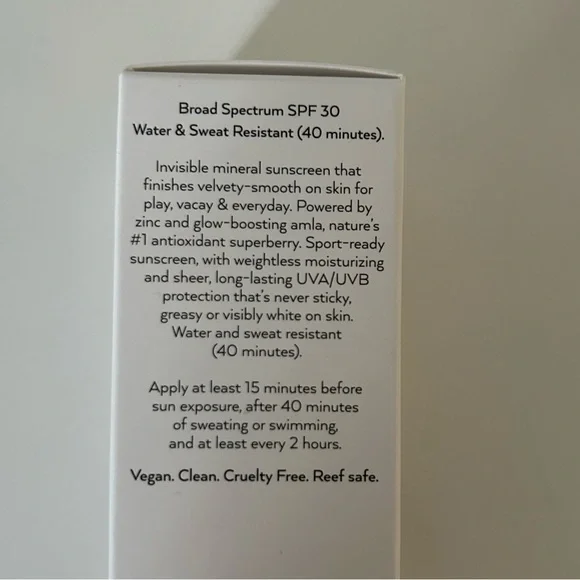 Broad Spectrum SPF 30
Water & Sweat Resistant (40 minutes).
Invisible mineral sunscreen that
finishes velvety-smooth on skin for
play, vacay & everyday. Powered by
zinc and glow-boosting amla, nature's
#1 antioxidant superberry. Sport-ready
sunscreen, with weightless moisturizing
and sheer, long-lasting UVA/UVB
protection that's never sticky,
greasy or visibly white on skin.
Water and sweat resistant
(40 minutes).
Apply at least 15 minutes before
sun exposure, after 40 minutes
of sweating or swimming,
and at least every 2 hours.
Vegan. Clean. Cruelty Free. Reef safe.